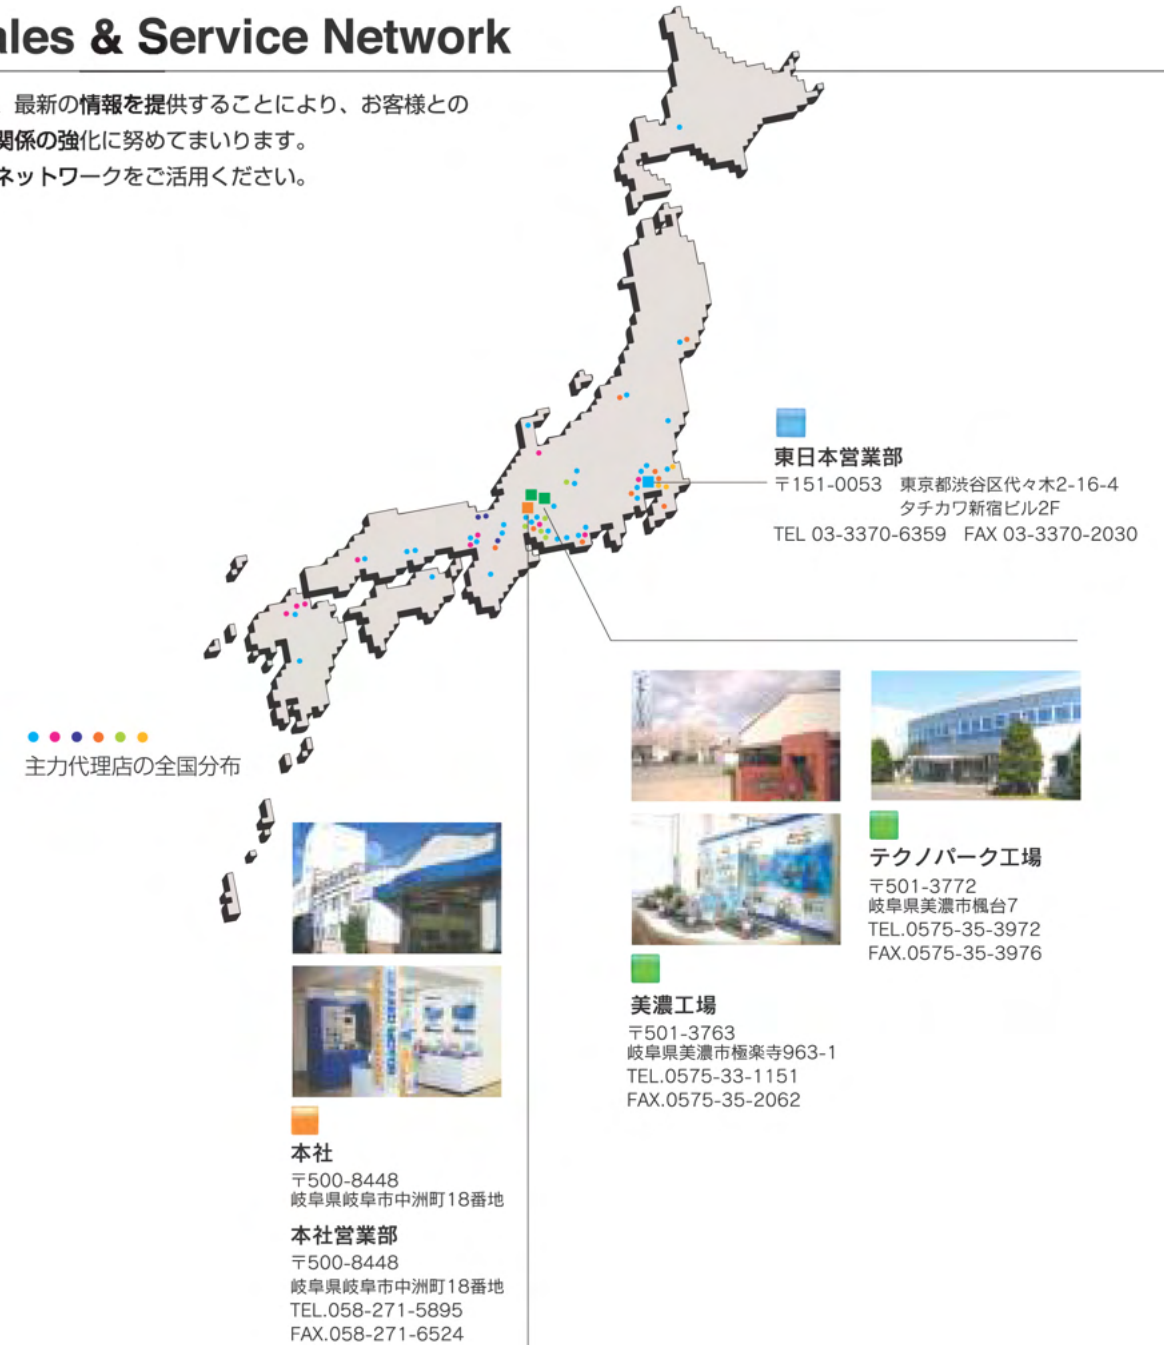 ales & Service Network
最新の情報を提供することにより、お客様との
関係の強化に努めてまいります。
ネットワークをご活用ください。
東日本営業部
〒151-0053 東京都渋谷区代々木2-16-4
タチカワ新宿ビル2F
TEL 03-3370-6359 FAX 03-3370-2030
主力代理店の全国分布
テクノパーク工場
〒501-3772
岐阜県美濃市楓台7
TEL.0575-35-3972
FAX.0575-35-3976
美濃工場
〒501-3763
岐阜県美濃市極楽寺963-1
TEL.0575-33-1151
FAX.0575-35-2062
本社
〒500-8448
岐阜県岐阜市中洲町18番地
本社営業部
〒500-8448
岐阜県岐阜市中洲町18番地
TEL.058-271-5895
FAX.058-271-6524